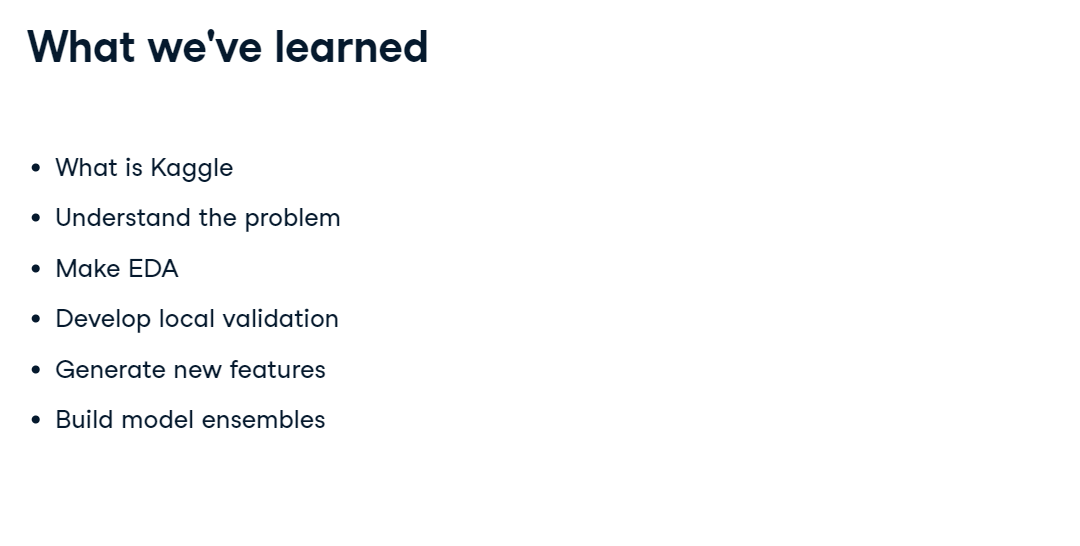 What we've learned
• What is Kaggle
• Understand the problem
• Make EDA
• Develop local validation
• Generate new features
• Build model ensembles